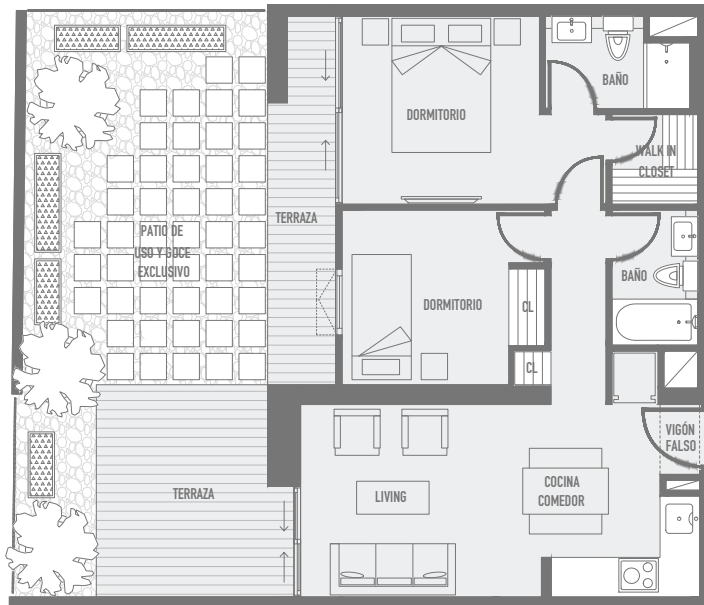 BAÑO
DORMITORIO
WALK IN
CLOSET
TERRAZA
PATIO DE
USO Y GOCE
EXCLUSIVO
BAÑO
DORMITORIO
CL
CL
VIGÓN
FALSO
LIVING
COCINA
COMEDOR
TERRAZA